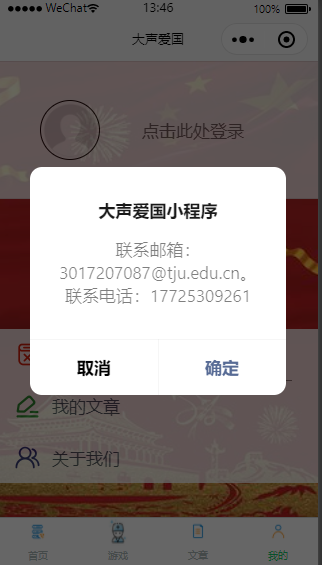 WeChat 13:46 100%
大声爱国
点击此处登录
大声爱国小程序
联系邮箱：
3017207087@tju.edu.cn。
联系电话：17725309261
取消 确定
我的文章
关于我们
首页 游戏 文章 我的